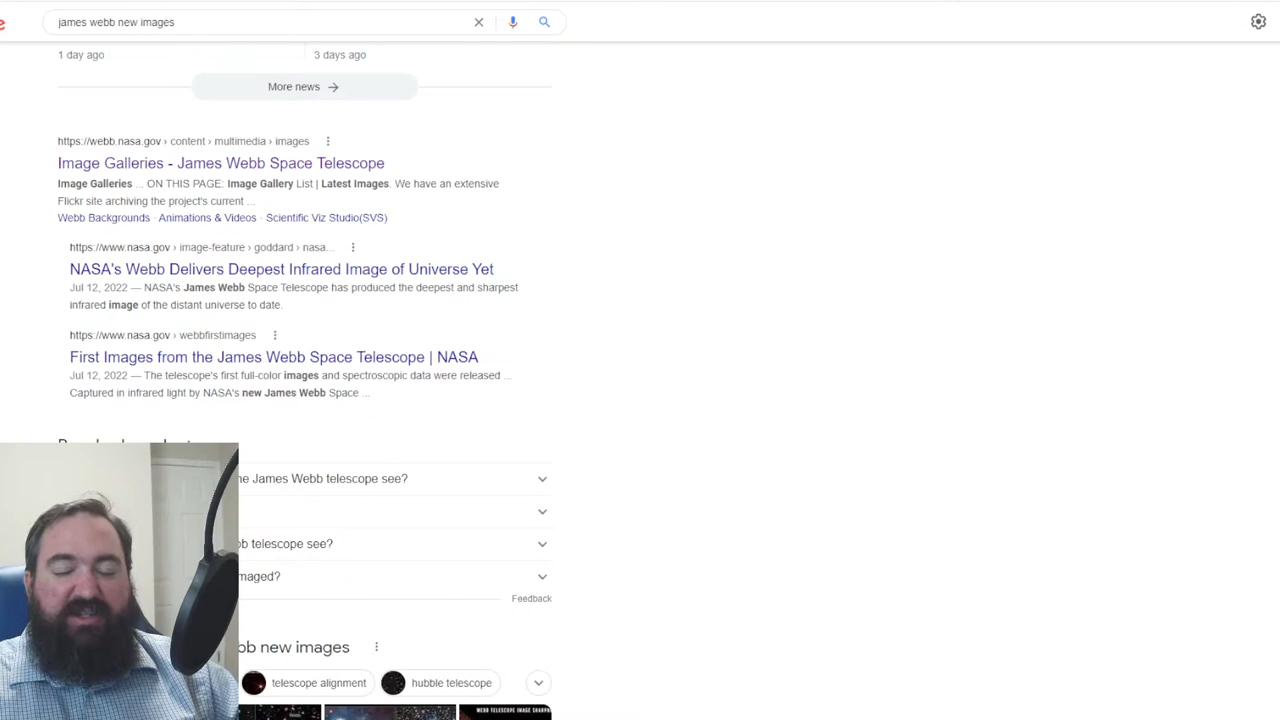 james webb new images
1 day ago
3 days ago
More news
https://webb.nasa.gov › content › multimedia › images
Image Galleries - James Webb Space Telescope
Image Galleries ... ON THIS PAGE: Image Gallery List | Latest Images. We have an extensive
Flickr site archiving the project's current ...
Webb Backgrounds · Animations & Videos · Scientific Viz Studio(SVS)
https://www.nasa.gov › image-feature › goddard › nasa...
NASA's Webb Delivers Deepest Infrared Image of Universe Yet
Jul 12, 2022 — NASA's James Webb Space Telescope has produced the deepest and sharpest
infrared image of the distant universe to date.
https://www.nasa.gov › webbfirstimages
First Images from the James Webb Space Telescope | NASA
Jul 12, 2022 — The telescope's first full-color images and spectroscopic data were released ...
Captured in infrared light by NASA's new James Webb Space ...
James Webb telescope see?
telescope see?
Feedback
new images
telescope alignment
hubble telescope
WEBB TELESCOPE IMAGE